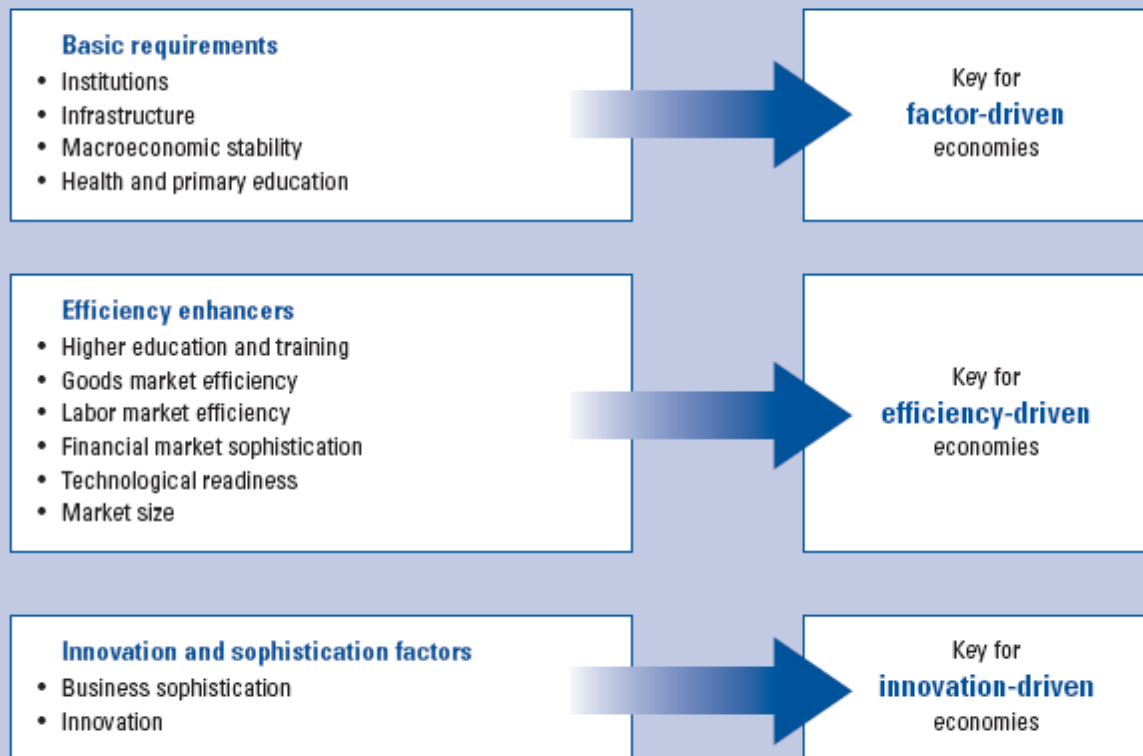 Basic requirements
• Institutions
• Infrastructure
• Macroeconomic stability
• Health and primary education
Key for
factor-driven
economies
Efficiency enhancers
• Higher education and training
• Goods market efficiency
• Labor market efficiency
• Financial market sophistication
• Technological readiness
• Market size
Key for
efficiency-driven
economies
Innovation and sophistication factors
• Business sophistication
• Innovation
Key for
innovation-driven
economies